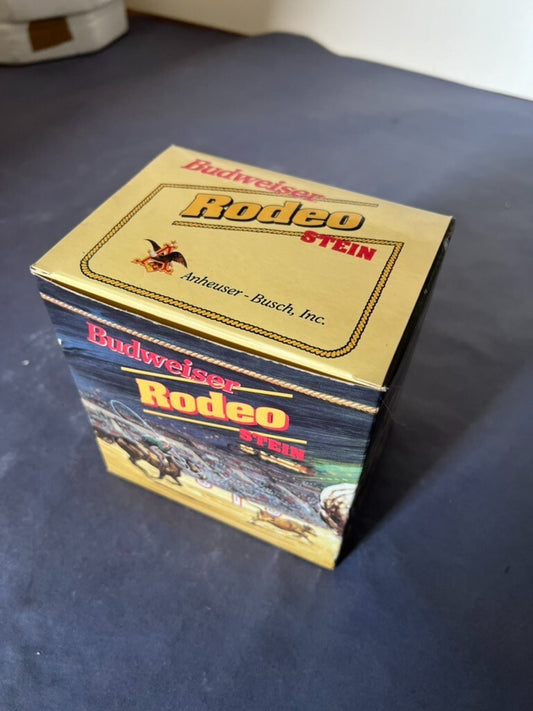 Budweiser
Rodeo
STEIN
Anheuser - Busch, Inc.
Budweiser
Rodeo
STEIN